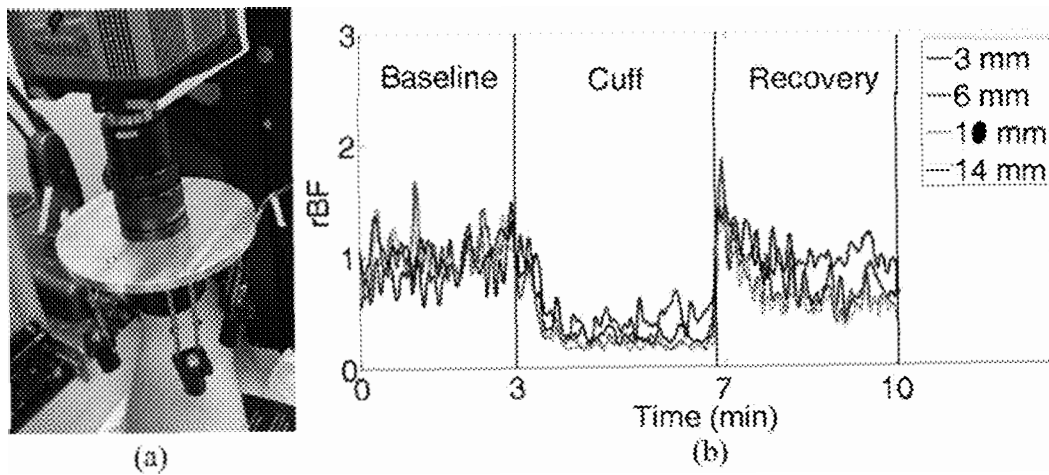 3
2
1
0
rBF
Baseline
Cuff
Recovery
0
3
7
10
Time (min)
3 mm
6 mm
10 mm
14 mm
(a)
(b)